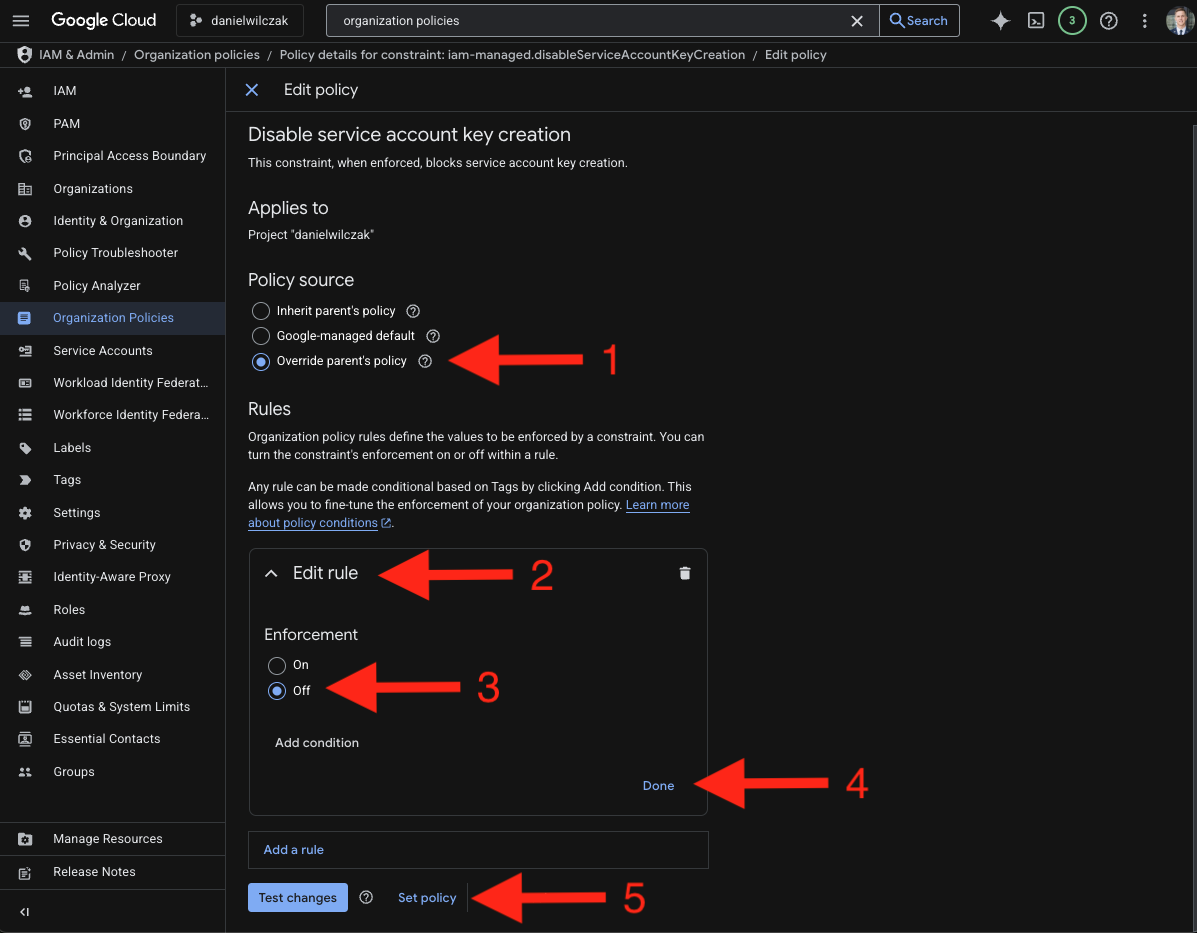 Google Cloud
danielwilczak
organization policies
Search
3
IAM & Admin / Organization policies / Policy details for constraint: iam-managed.disableServiceAccountKeyCreation / Edit policy
IAM
PAM
Principal Access Boundary
Organizations
Identity & Organization
Policy Troubleshooter
Policy Analyzer
Organization Policies
Service Accounts
Workload Identity Federat...
Workforce Identity Federa...
Labels
Tags
Settings
Privacy & Security
Identity-Aware Proxy
Roles
Audit logs
Asset Inventory
Quotas & System Limits
Essential Contacts
Groups
Manage Resources
Release Notes
Edit policy
Disable service account key creation
This constraint, when enforced, blocks service account key creation.
Applies to
Project "danielwilczak"
Policy source
Inherit parent's policy
Google-managed default
Override parent's policy
1
Rules
Organization policy rules define the values to be enforced by a constraint. You can
turn the constraint's enforcement on or off within a rule.
Any rule can be made conditional based on Tags by clicking Add condition. This
allows you to fine-tune the enforcement of your organization policy. Learn more
about policy conditions.
Edit rule
2
Enforcement
On
Off
3
Add condition
Done
4
Add a rule
Test changes
Set policy
5